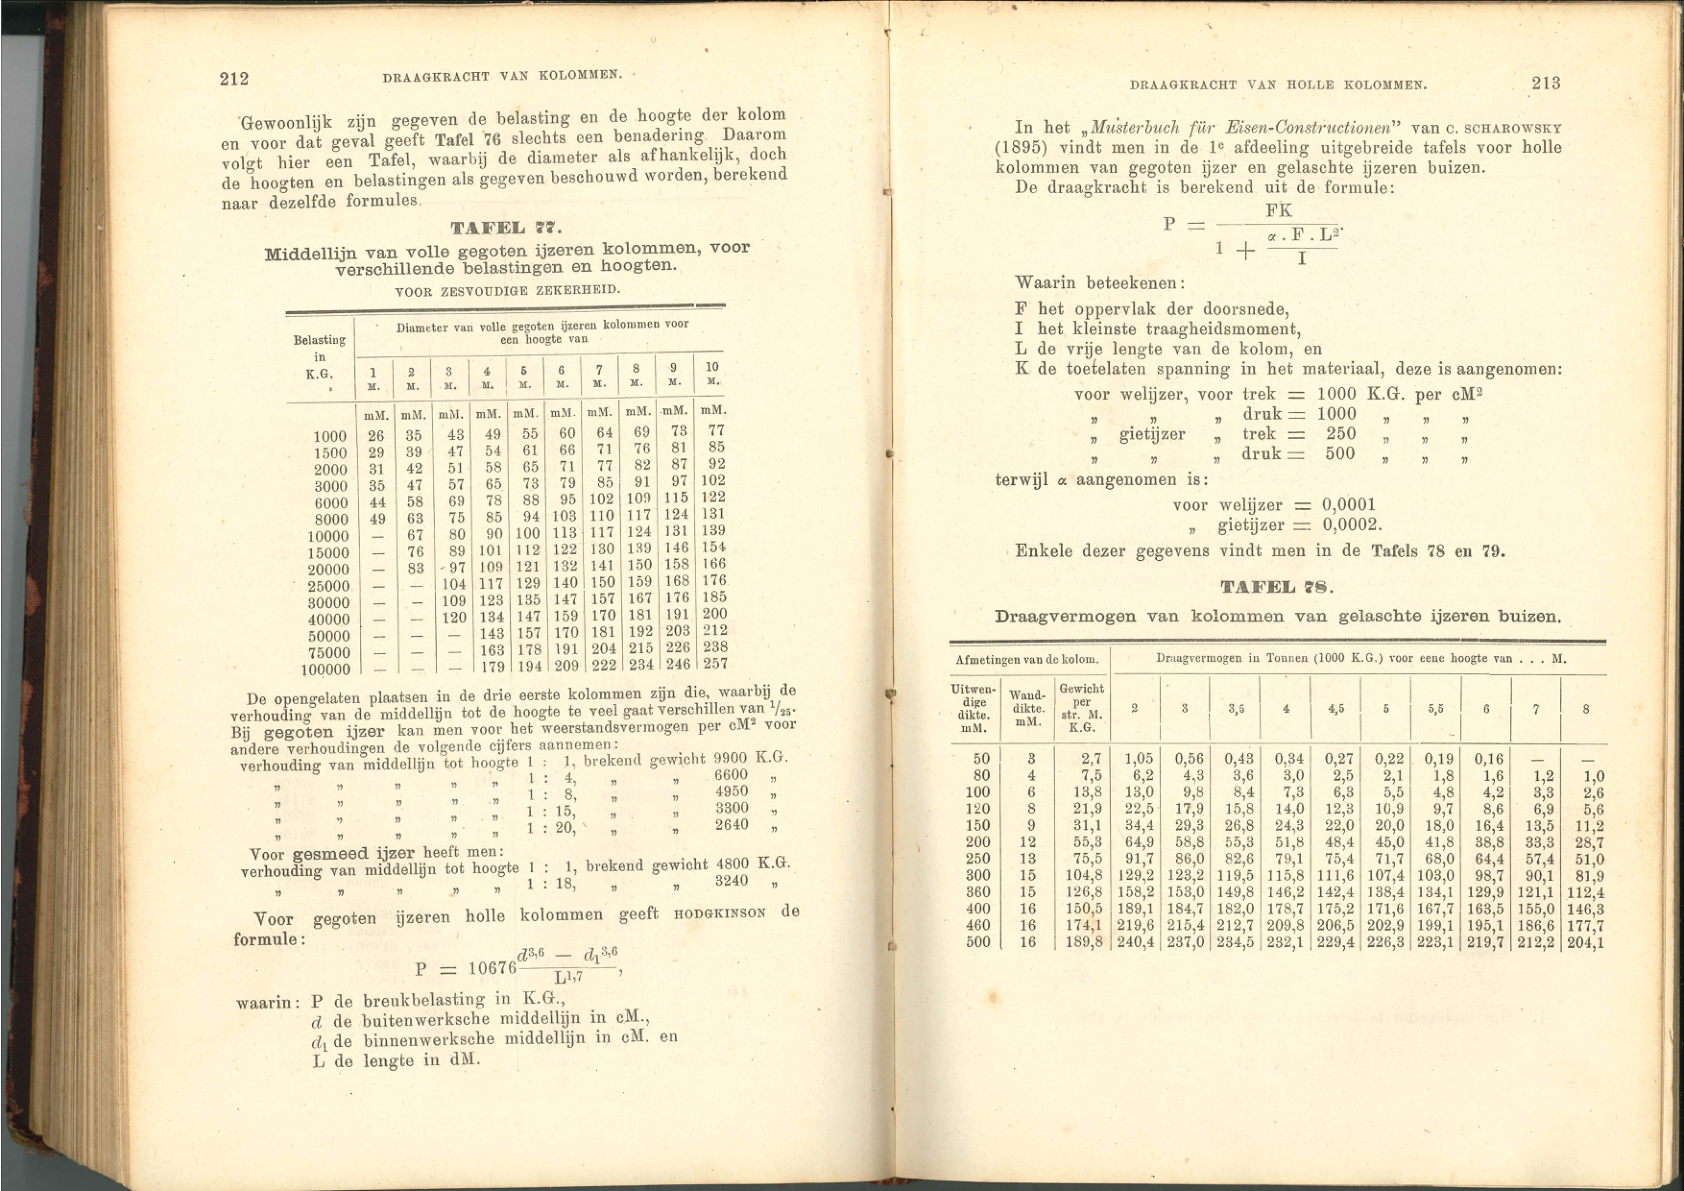 212
DRAAGKRACHT VAN KOLOMMEN.
Gewoonlijk zijn gegeven de belasting en de hoogte der kolom
en voor dat geval geeft Tafel 76 slechts een benadering. Daarom
volgt hier een Tafel, waarbij de diameter als afhankelijk, doch
de hoogten en belastingen als gegeven beschouwd worden, berekend
naar dezelfde formules.
TAFEL 77.
Middellijn van volle gegoten ijzeren kolommen, voor
verschillende belastingen en hoogten.
VOOR ZESVOUDIGE ZEKERHEID.
Belasting in K.G.
Diameter van volle gegoten ijzeren kolommen voor
een hoogte van
1 M. 2 M. 3 M. 4 M. 5 M. 6 M. 7 M. 8 M. 9 M. 10 M.
mM. mM. mM. mM. mM. mM. mM. mM. mM. mM.
1000 26 35 43 49 55 60 64 69 73 77
1500 29 39 47 54 61 66 71 76 81 85
2000 31 42 51 58 65 71 77 82 87 92
3000 35 47 57 65 73 79 85 91 97 102
6000 44 58 69 78 88 95 102 109 115 122
8000 49 63 75 85 94 103 110 117 124 131
10000 — 67 80 90 100 113 117 124 131 139
15000 — 76 89 101 112 122 130 139 146 154
20000 — 83 97 109 121 132 141 150 158 166
25000 — — 104 117 129 140 150 159 168 176
30000 — — 109 123 135 147 157 167 176 185
40000 — — 120 134 147 159 170 181 191 200
50000 — — — 143 157 170 181 192 203 212
75000 — — — 163 178 191 204 215 226 238
100000 — — — 179 194 209 222 234 246 257
De opengelaten plaatsen in de drie eerste kolommen zijn die, waarbij de
verhouding van de middellijn tot de hoogte te veel gaat verschillen van 1/25.
Bij gegoten ijzer kan men voor het weerstandsvermogen per cM² voor
andere verhoudingen de volgende cijfers aannemen:
verhouding van middellijn tot hoogte 1 : 1, brekend gewicht 9900 K.G.
„ „ „ „ „ 1 : 4, „ „ 6600 „
„ „ „ „ „ 1 : 8, „ „ 4950 „
„ „ „ „ „ 1 : 15, „ „ 3300 „
„ „ „ „ „ 1 : 20, „ „ 2640 „
Voor gesmeed ijzer heeft men:
verhouding van middellijn tot hoogte 1 : 1, brekend gewicht 4800 K.G.
„ „ „ „ „ 1 : 18, „ „ 3240 „
Voor gegoten ijzeren holle kolommen geeft HODGKINSON de
formule:
P = 10676 (d^3,6 — d₁^3,6) / L^1,7,
waarin: P de breukbelasting in K.G.,
d de buitenwerksche middellijn in cM.,
d₁ de binnenwerksche middellijn in cM. en
L de lengte in dM.
DRAAGKRACHT VAN HOLLE KOLOMMEN.
213
In het „Musterbuch für Eisen-Constructionen” van C. SCHAROWSKY
(1895) vindt men in de 1e afdeeling uitgebreide tafels voor holle
kolommen van gegoten ijzer en gelaschte ijzeren buizen.
De draagkracht is berekend uit de formule:
P = FK / (1 + α . F . L² / I)
Waarin beteekenen:
F het oppervlak der doorsnede,
I het kleinste traagheidsmoment,
L de vrije lengte van de kolom, en
K de toetelaten spanning in het materiaal, deze is aangenomen:
voor welijzer, voor trek = 1000 K.G. per cM²
„ „ „ druk = 1000 „ „ „
„ gietijzer „ trek = 250 „ „ „
„ „ „ druk = 500 „ „ „
terwijl α aangenomen is:
voor welijzer = 0,0001
„ gietijzer = 0,0002.
Enkele dezer gegevens vindt men in de Tafels 78 en 79.
TAFEL 78.
Draagvermogen van kolommen van gelaschte ijzeren buizen.
Afmetingen van de kolom. Draagvermogen in Tonnen (1000 K.G.) voor eene hoogte van . . . M.
Uitwendige dikte. mM. Wanddikte. mM. Gewicht per str. M. K.G. 2 3 3,5 4 4,5 5 5,5 6 7 8
50 3 2,7 1,05 0,56 0,43 0,34 0,27 0,22 0,19 0,16 — —
80 4 7,5 6,2 4,3 3,6 3,0 2,5 2,1 1,8 1,6 1,2 1,0
100 6 13,8 13,0 9,8 8,4 7,3 6,3 5,5 4,8 4,2 3,3 2,6
120 8 21,9 22,5 17,9 15,8 14,0 12,3 10,9 9,7 8,6 6,9 5,6
150 9 31,1 34,4 29,3 26,8 24,3 22,0 20,0 18,0 16,4 13,5 11,2
200 12 55,3 64,9 58,8 55,3 51,8 48,4 45,0 41,8 38,8 33,3 28,7
250 13 75,5 91,7 86,0 82,6 79,1 75,4 71,7 68,0 64,4 57,4 51,0
300 15 104,8 129,2 123,2 119,5 115,8 111,6 107,4 103,0 98,7 90,1 81,9
360 15 126,8 158,2 153,0 149,8 146,2 142,4 138,4 134,1 129,9 121,1 112,4
400 16 150,5 189,1 184,7 182,0 178,7 175,2 171,6 167,7 163,5 155,0 146,3
460 16 174,1 219,6 215,4 212,7 209,8 206,5 202,9 199,1 195,1 186,6 177,7
500 16 189,8 240,4 237,0 234,5 232,1 229,4 226,3 223,1 219,7 212,2 204,1